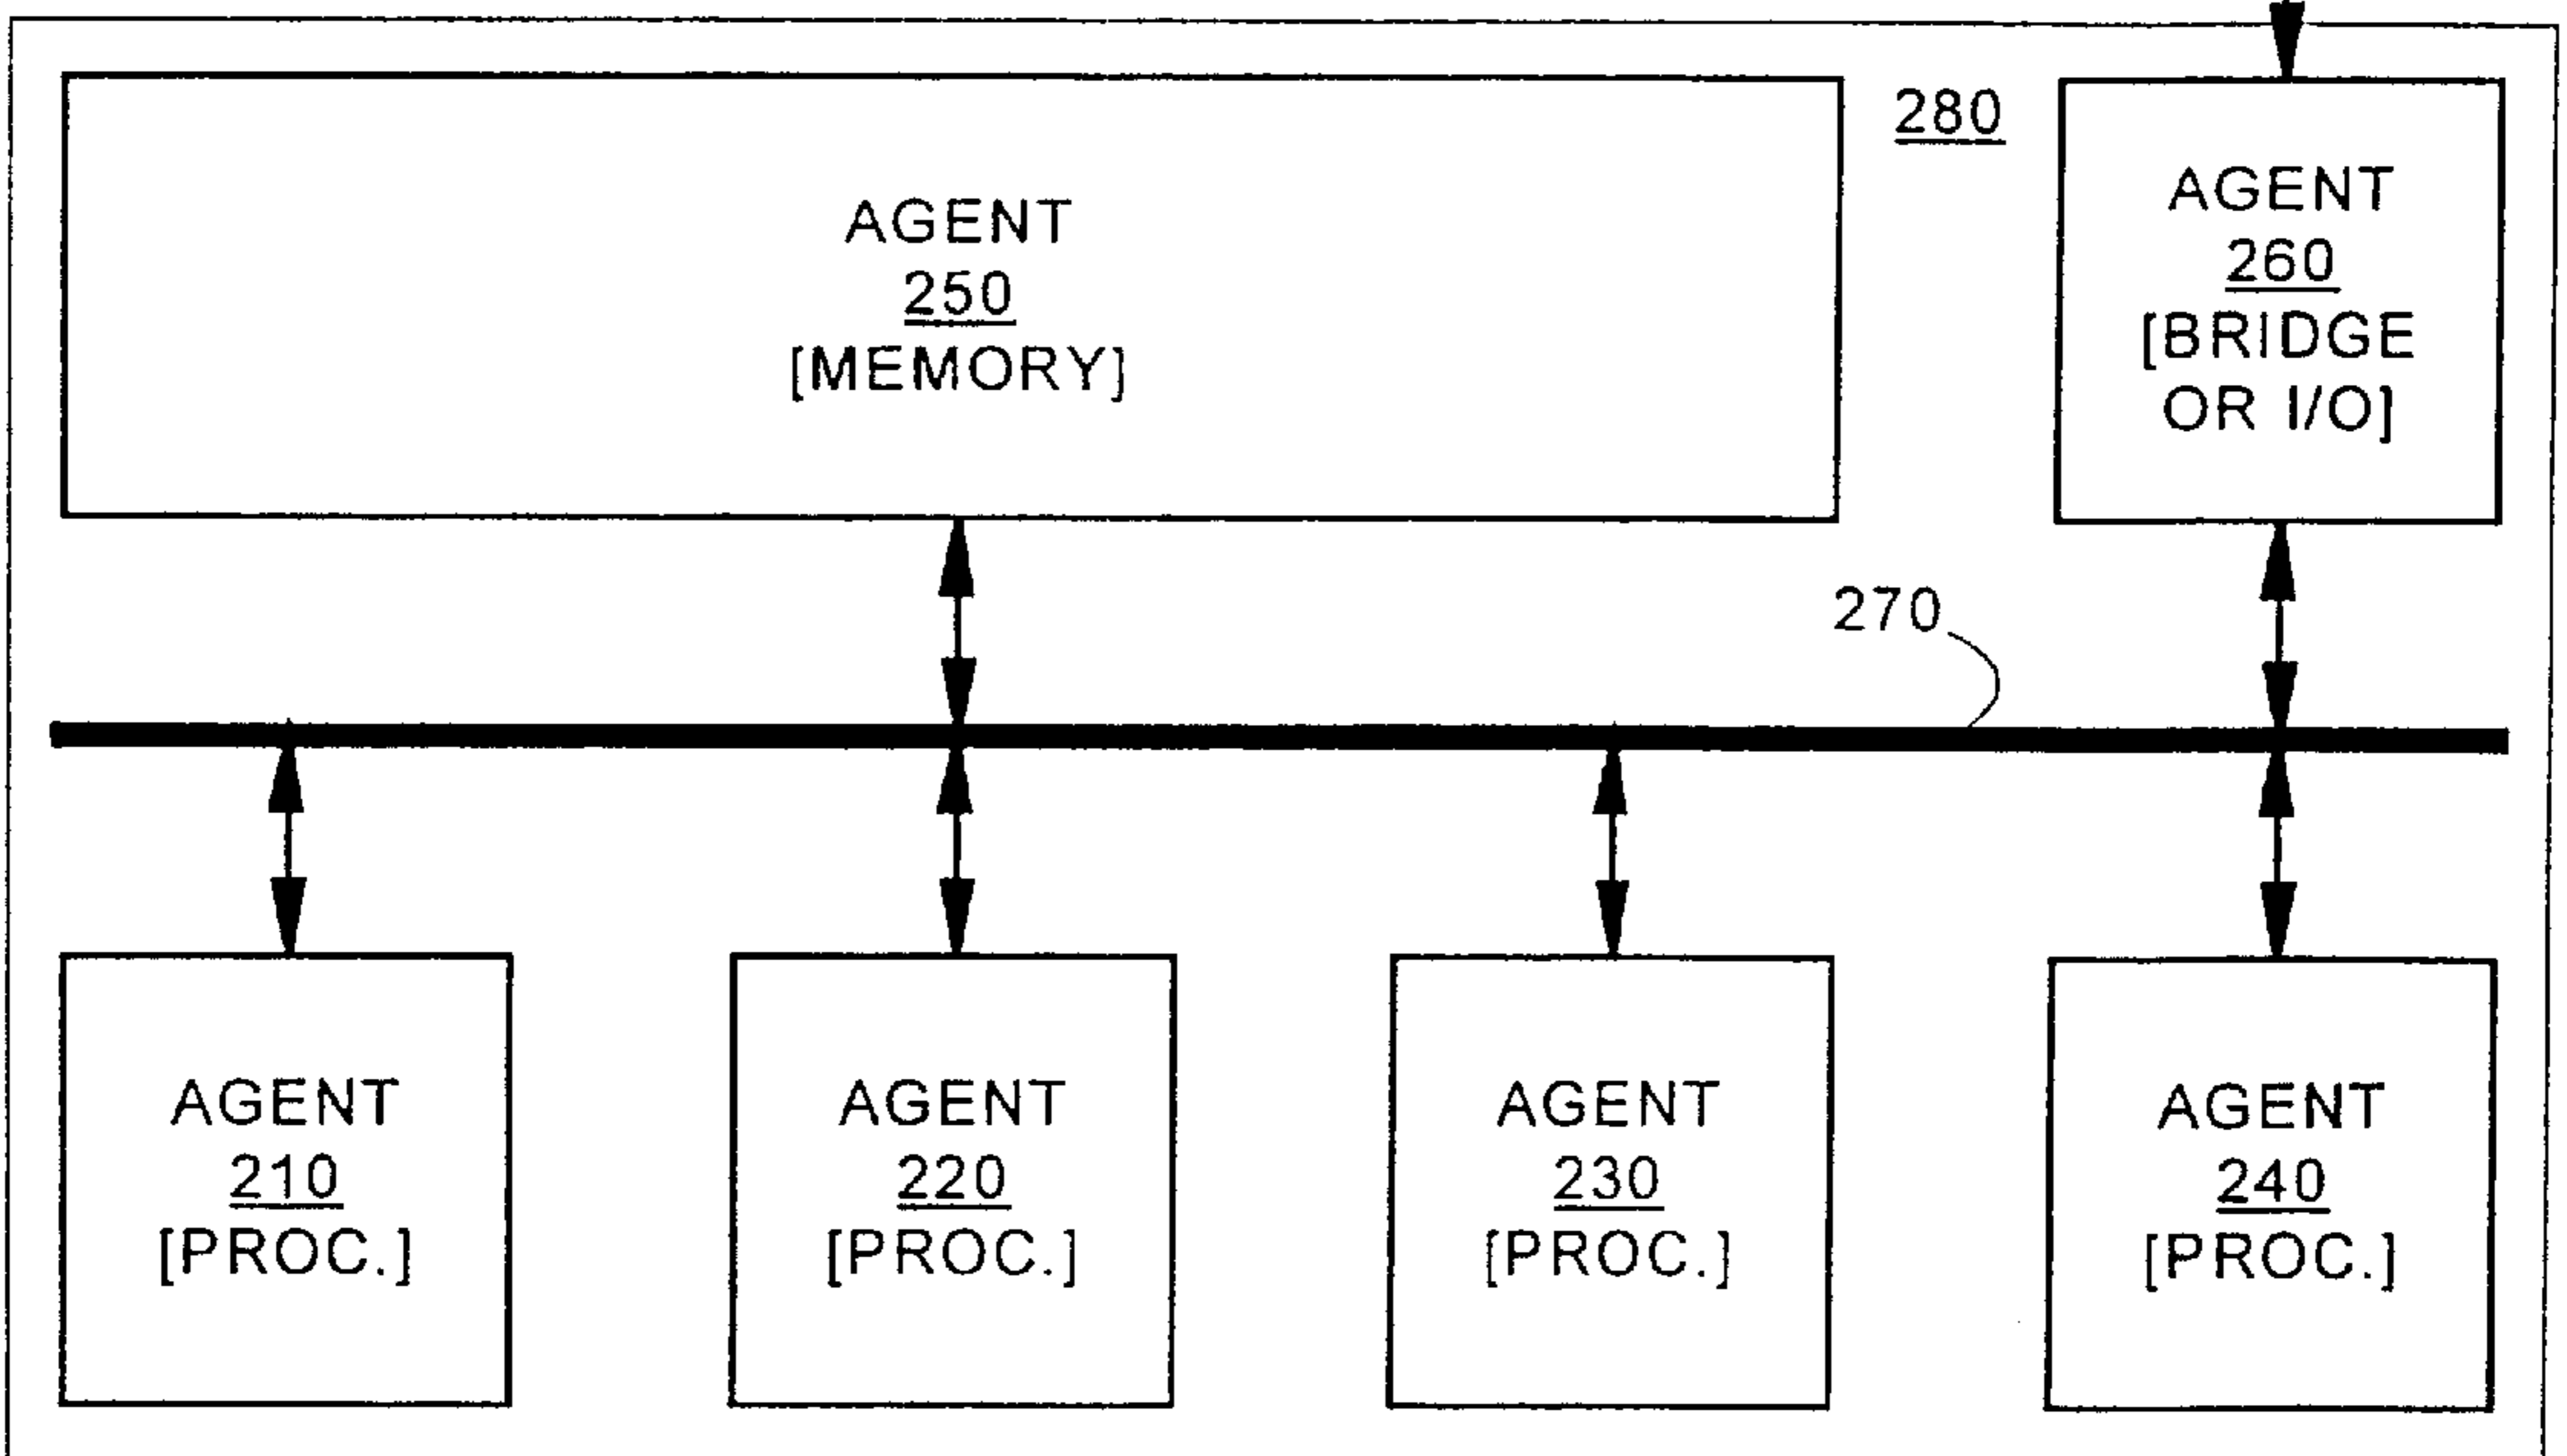 AGENT
250
[MEMORY]
280
AGENT
260
[BRIDGE
OR I/O]
270
AGENT
210
[PROC.]
AGENT
220
[PROC.]
AGENT
230
[PROC.]
AGENT
240
[PROC.]